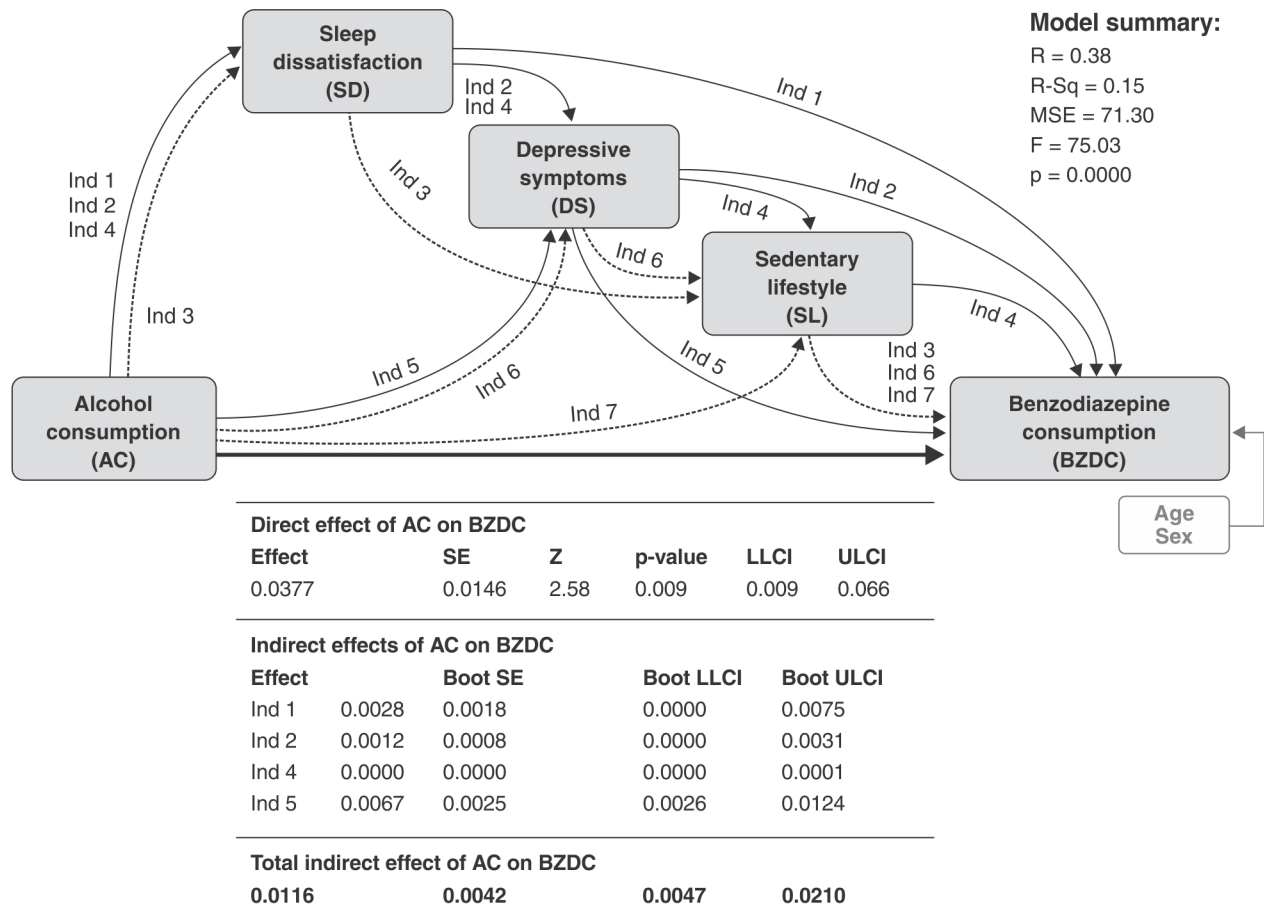 Sleep
dissatisfaction
(SD)
Model summary:
R = 0.38
R-Sq = 0.15
MSE = 71.30
F = 75.03
p = 0.0000
Ind 1
Ind 2
Ind 4
Depressive
symptoms
(DS)
Ind 3
Ind 2
Ind 1
Ind 2
Ind 4
Ind 4
Ind 6
Sedentary
lifestyle
(SL)
Ind 3
Ind 4
Ind 5
Ind 6
Ind 5
Ind 3
Ind 6
Ind 7
Ind 7
Alcohol
consumption
(AC)
Benzodiazepine
consumption
(BZDC)
Age
Sex
Direct effect of AC on BZDC
Effect SE Z p-value LLCI ULCI
0.0377 0.0146 2.58 0.009 0.009 0.066
Indirect effects of AC on BZDC
Effect Boot SE Boot LLCI Boot ULCI
Ind 1 0.0028 0.0018 0.0000 0.0075
Ind 2 0.0012 0.0008 0.0000 0.0031
Ind 4 0.0000 0.0000 0.0000 0.0001
Ind 5 0.0067 0.0025 0.0026 0.0124
Total indirect effect of AC on BZDC
0.0116 0.0042 0.0047 0.0210